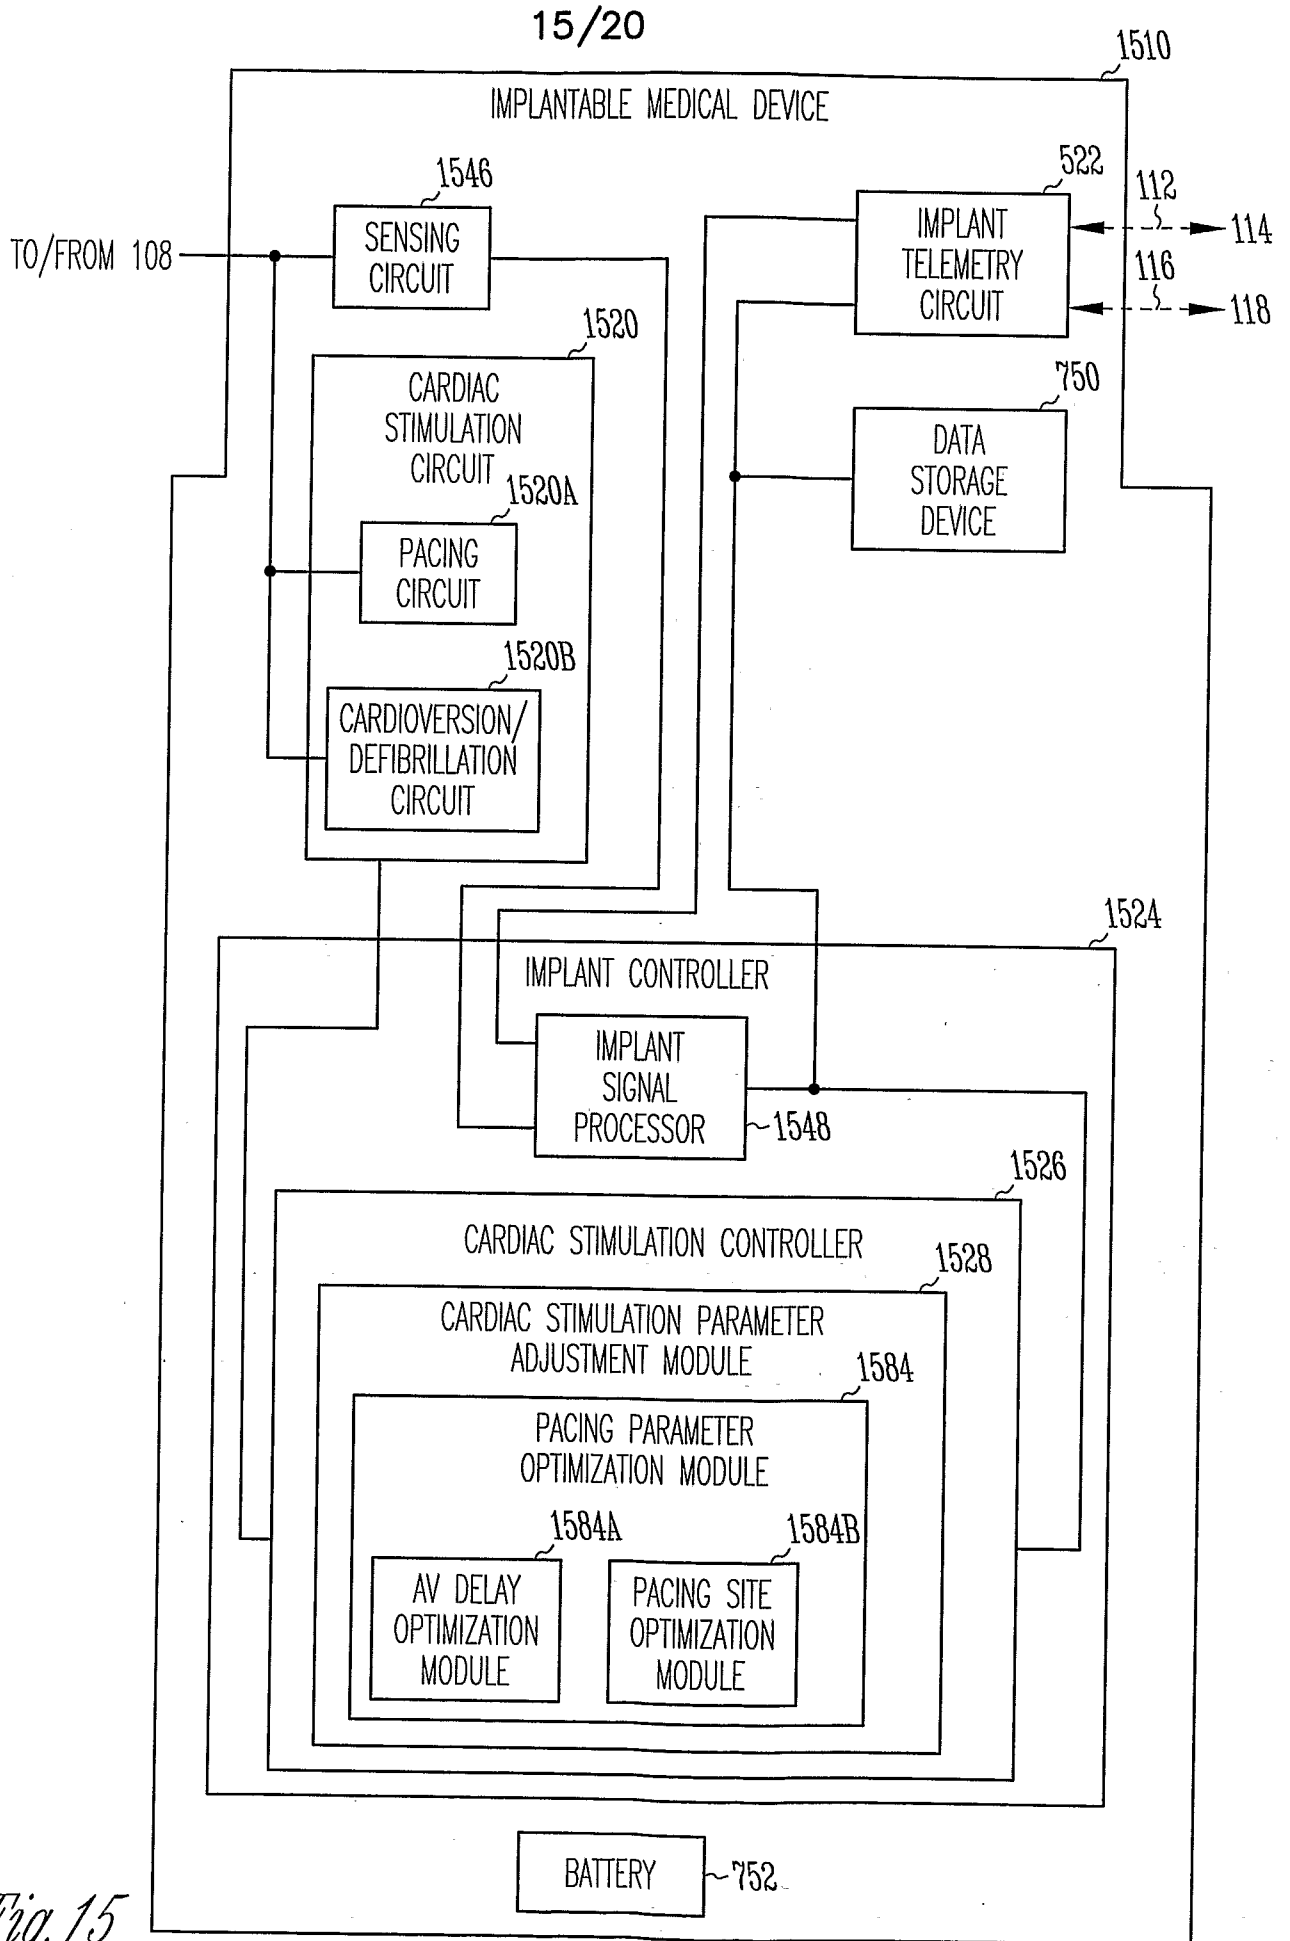 15/20
1510
IMPLANTABLE MEDICAL DEVICE
1546
SENSING
CIRCUIT
TO/FROM 108
522
IMPLANT
TELEMETRY
CIRCUIT
112
114
116
118
1520
CARDIAC
STIMULATION
CIRCUIT
750
DATA
STORAGE
DEVICE
1520A
PACING
CIRCUIT
1520B
CARDIOVERSION/
DEFIBRILLATION
CIRCUIT
1524
IMPLANT CONTROLLER
IMPLANT
SIGNAL
PROCESSOR
1548
1526
CARDIAC STIMULATION CONTROLLER
1528
CARDIAC STIMULATION PARAMETER
ADJUSTMENT MODULE
1584
PACING PARAMETER
OPTIMIZATION MODULE
1584A
AV DELAY
OPTIMIZATION
MODULE
1584B
PACING SITE
OPTIMIZATION
MODULE
BATTERY
752
Fig. 15